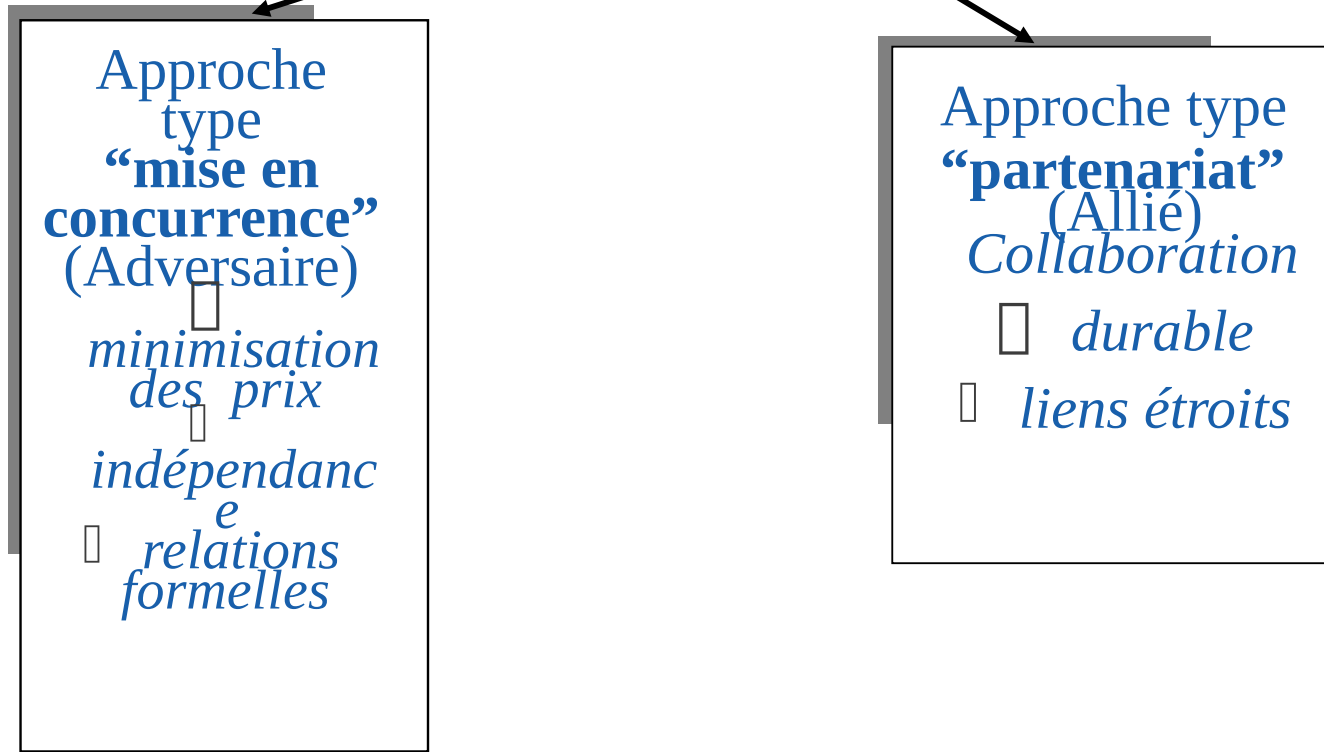 Approche
type
“mise en
concurrence”
(Adversaire)
minimisation
des prix
indépendanc
e
relations
formelles
Approche type
“partenariat”
(Allié)
Collaboration
durable
liens étroits